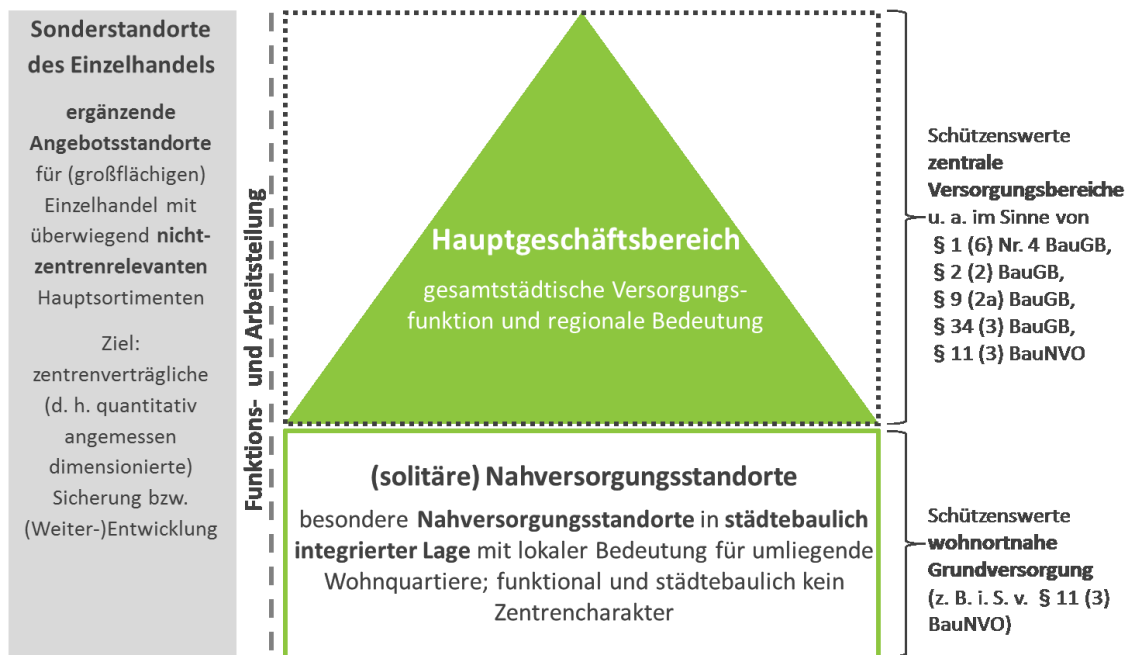 Sonderstandorte
des Einzelhandels
ergänzende
Angebotsstandorte
für (großflächigen)
Einzelhandel mit
überwiegend nicht-
zentrenrelevanten
Hauptsortimenten
Ziel:
zentrenverträgliche
(d. h. quantitativ
angemessen
dimensionierte)
Sicherung bzw.
(Weiter-)Entwicklung
Funktions- und Arbeitsteilung
Hauptgeschäftsbereich
gesamtstädtische Versorgungs-
funktion und regionale Bedeutung
(solitäre) Nahversorgungsstandorte
besondere Nahversorgungsstandorte in städtebaulich
integrierter Lage mit lokaler Bedeutung für umliegende
Wohnquartiere; funktional und städtebaulich kein
Zentrencharakter
Schützenswerte
zentrale
Versorgungsbereiche
u. a. im Sinne von
§ 1 (6) Nr. 4 BauGB,
§ 2 (2) BauGB,
§ 9 (2a) BauGB,
§ 34 (3) BauGB,
§ 11 (3) BauNVO
Schützenswerte
wohnortnahe
Grundversorgung
(z. B. i. S. v. § 11 (3)
BauNVO)